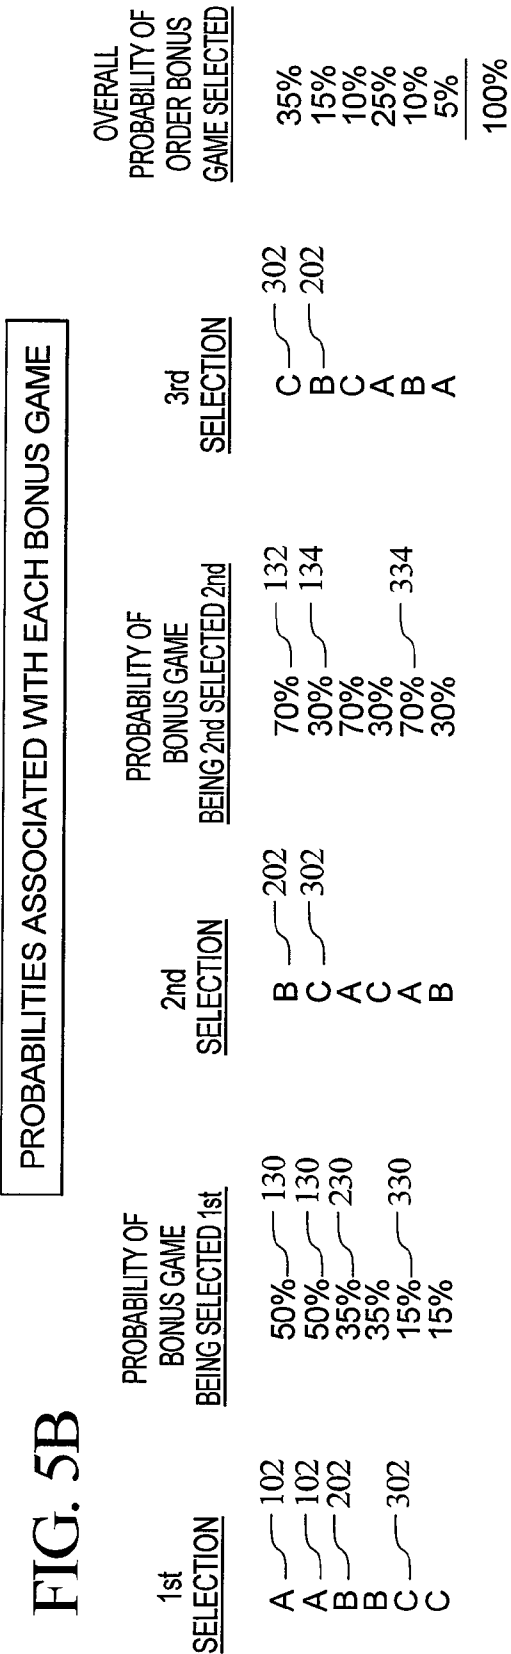 FIG. 5B
PROBABILITIES ASSOCIATED WITH EACH BONUS GAME
1st SELECTION | PROBABILITY OF BONUS GAME BEING SELECTED 1st | 2nd SELECTION | PROBABILITY OF BONUS GAME BEING 2nd SELECTED 2nd | 3rd SELECTION | OVERALL PROBABILITY OF ORDER BONUS GAME SELECTED
A 102 50% 130 B 202 70% 132 C 302 35%
A 102 50% 130 C 302 30% 134 B 202 15%
B 202 35% 230 A 70% C 10%
B 35% C 30% A 25%
C 302 15% 330 A 70% 334 B 10%
C 15% B 30% A 5%
100%